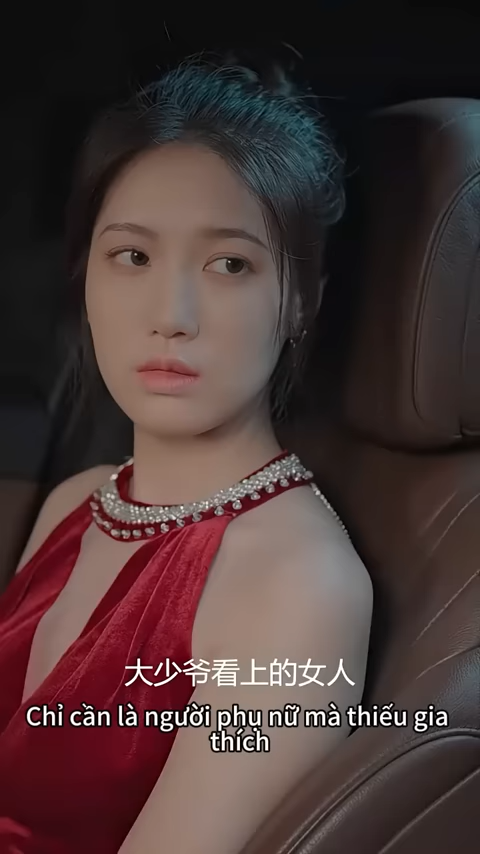 大少爷看上的女人
Chỉ cần là người phụ nữ mà thiếu gia
thích